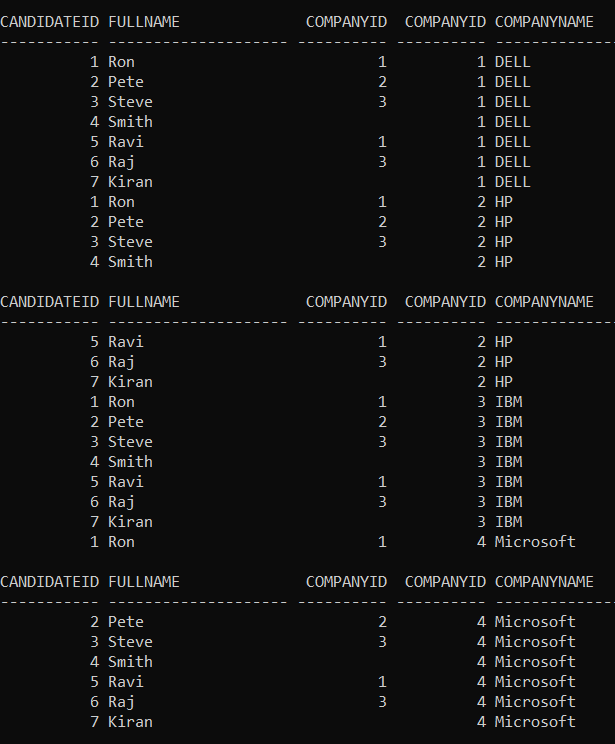 CANDIDATEID FULLNAME              COMPANYID  COMPANYID COMPANYNAME
----------- -------------------- ---------- ---------- -------------
          1 Ron                           1          1 DELL
          2 Pete                          2          1 DELL
          3 Steve                         3          1 DELL
          4 Smith                                    1 DELL
          5 Ravi                          1          1 DELL
          6 Raj                           3          1 DELL
          7 Kiran                                    1 DELL
          1 Ron                           1          2 HP
          2 Pete                          2          2 HP
          3 Steve                         3          2 HP
          4 Smith                                    2 HP

CANDIDATEID FULLNAME              COMPANYID  COMPANYID COMPANYNAME
----------- -------------------- ---------- ---------- -------------
          5 Ravi                          1          2 HP
          6 Raj                           3          2 HP
          7 Kiran                                    2 HP
          1 Ron                           1          3 IBM
          2 Pete                          2          3 IBM
          3 Steve                         3          3 IBM
          4 Smith                                    3 IBM
          5 Ravi                          1          3 IBM
          6 Raj                           3          3 IBM
          7 Kiran                                    3 IBM
          1 Ron                           1          4 Microsoft

CANDIDATEID FULLNAME              COMPANYID  COMPANYID COMPANYNAME
----------- -------------------- ---------- ---------- -------------
          2 Pete                          2          4 Microsoft
          3 Steve                         3          4 Microsoft
          4 Smith                                    4 Microsoft
          5 Ravi                          1          4 Microsoft
          6 Raj                           3          4 Microsoft
          7 Kiran                                    4 Microsoft